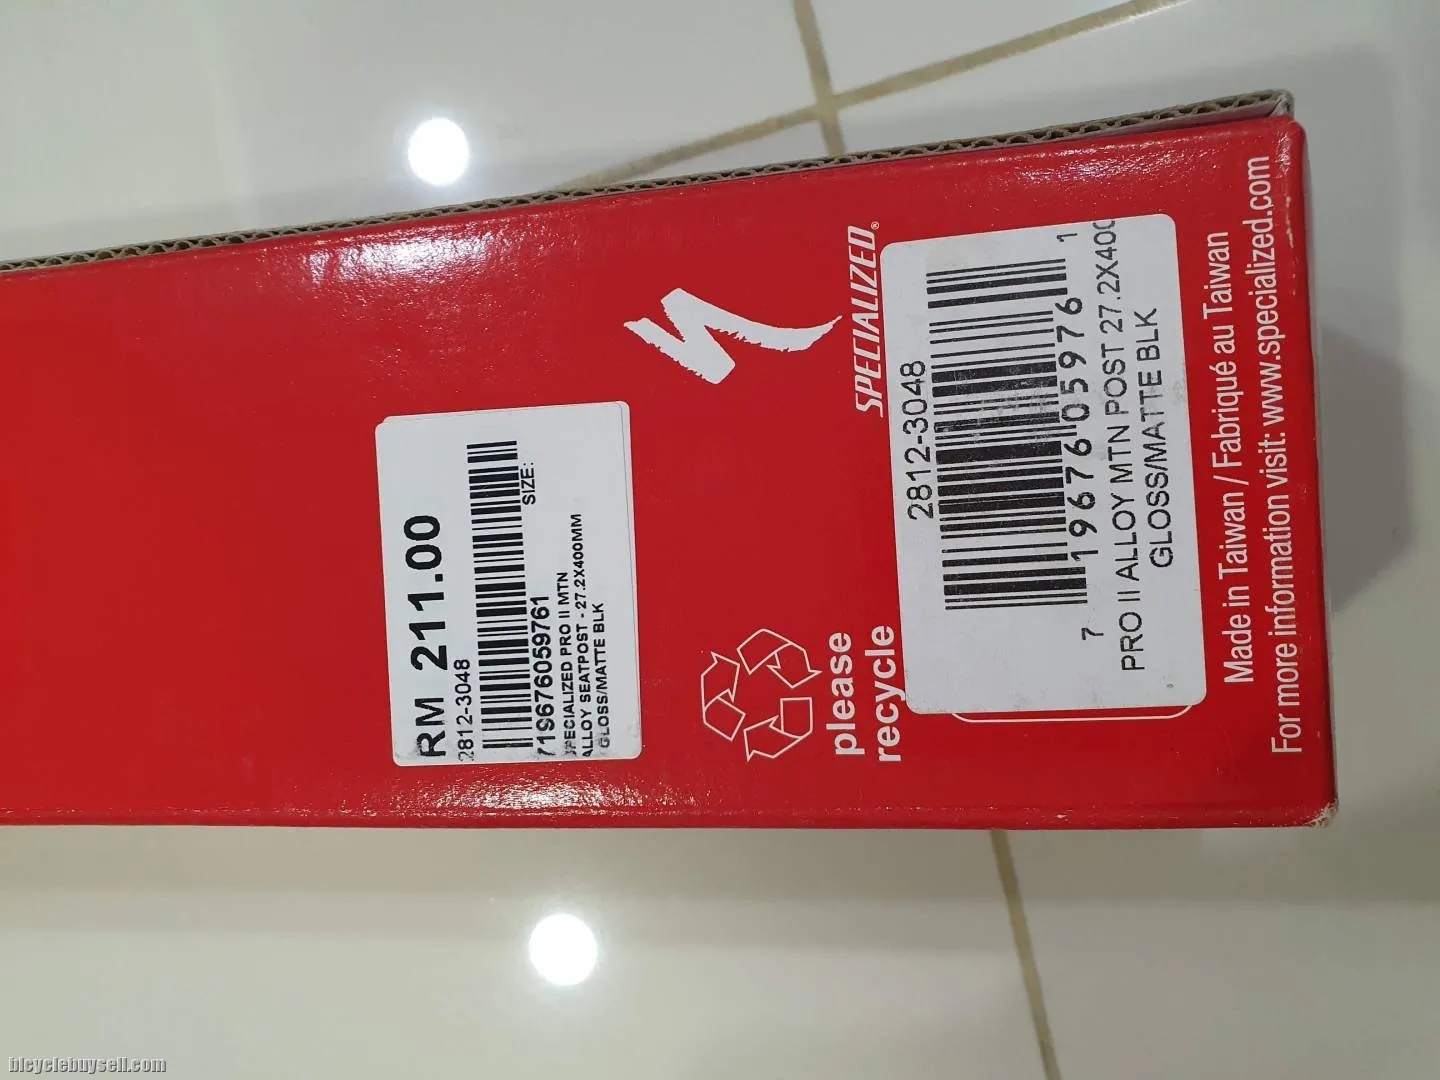 RM 211.00
2812-3048
SIZE:
719676059761
SPECIALIZED PRO II MTN
ALLOY SEATPOST - 27.2X400MM
GLOSS/MATTE BLK
SPECIALIZED®
please
recycle
2812-3048
7 19676 05976 1
PRO II ALLOY MTN POST 27.2X400
GLOSS/MATTE BLK
Made in Taiwan / Fabriqué au Taiwan
For more information visit: www.specialized.com
bicyclebuysell.com